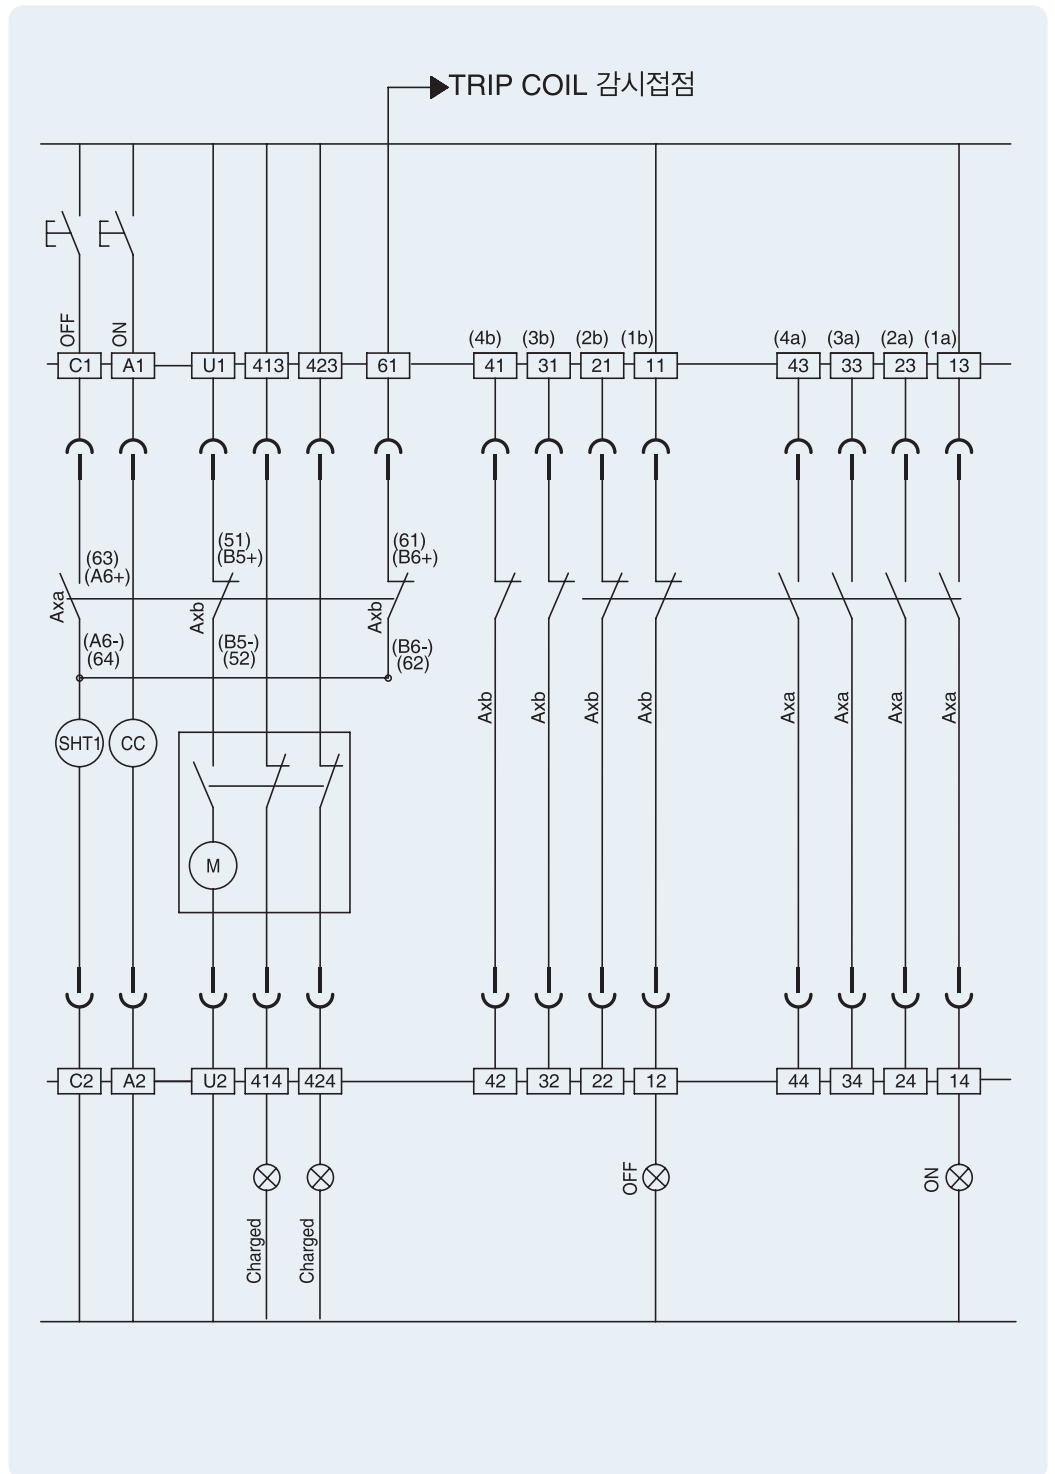 TRIP COIL 감시접점
OFF
ON
(4b) (3b) (2b) (1b) (4a) (3a) (2a) (1a)
C1 A1 U1 413 423 61 41 31 21 11 43 33 23 13
(51) (61)
(B5+) (B6+)
(63)
(A6+)
Axa Axb Axb
(A6-) (B5-) (B6-)
(64) (52) (62)
Axb Axb Axb Axb Axa Axa Axa Axa
SHT1 CC
M
C2 A2 U2 414 424 42 32 22 12 44 34 24 14
OFF ON
Charged Charged